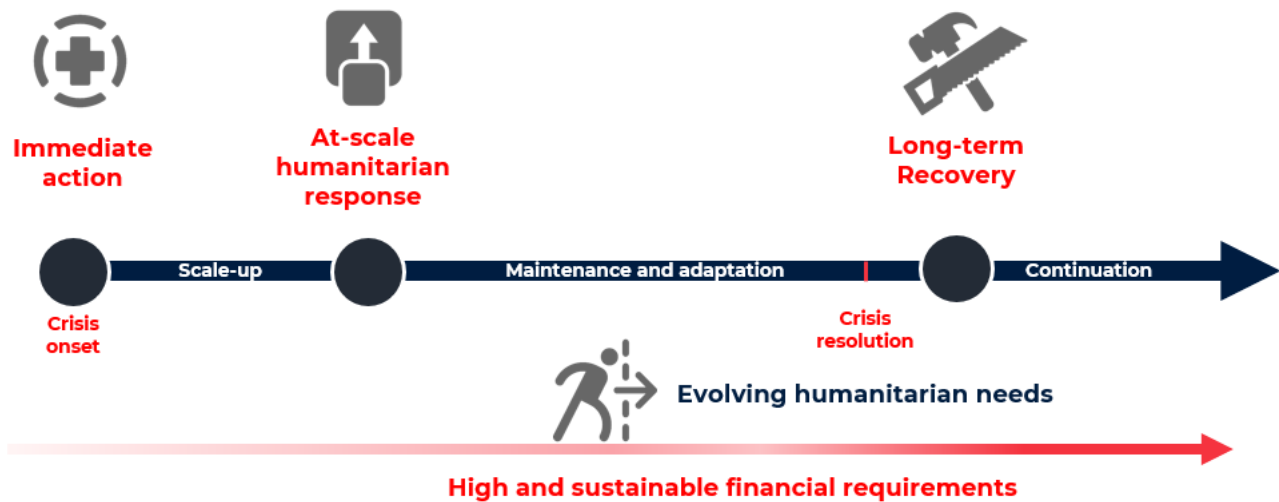 Immediate
action
At-scale
humanitarian
response
Long-term
Recovery
Scale-up
Maintenance and adaptation
Continuation
Crisis
onset
Crisis
resolution
Evolving humanitarian needs
High and sustainable financial requirements